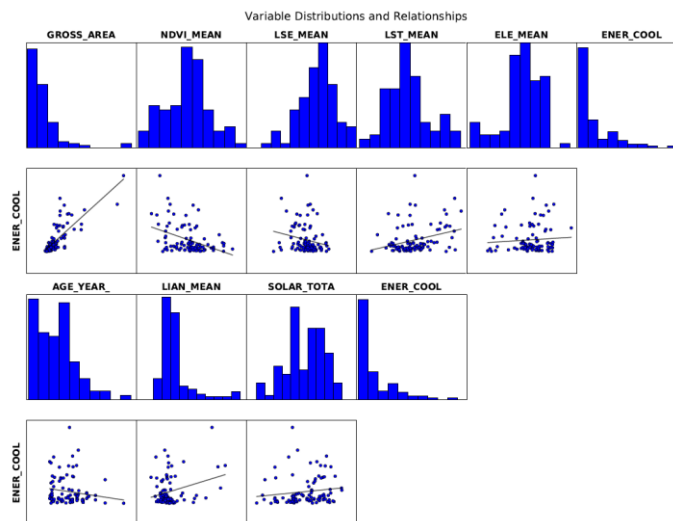 Variable Distributions and Relationships
GROSS_AREA NDVI_MEAN LSE_MEAN LST_MEAN ELE_MEAN ENER_COOL
ENER_COOL
AGE_YEAR_ LIAN_MEAN SOLAR_TOTA ENER_COOL
ENER_COOL